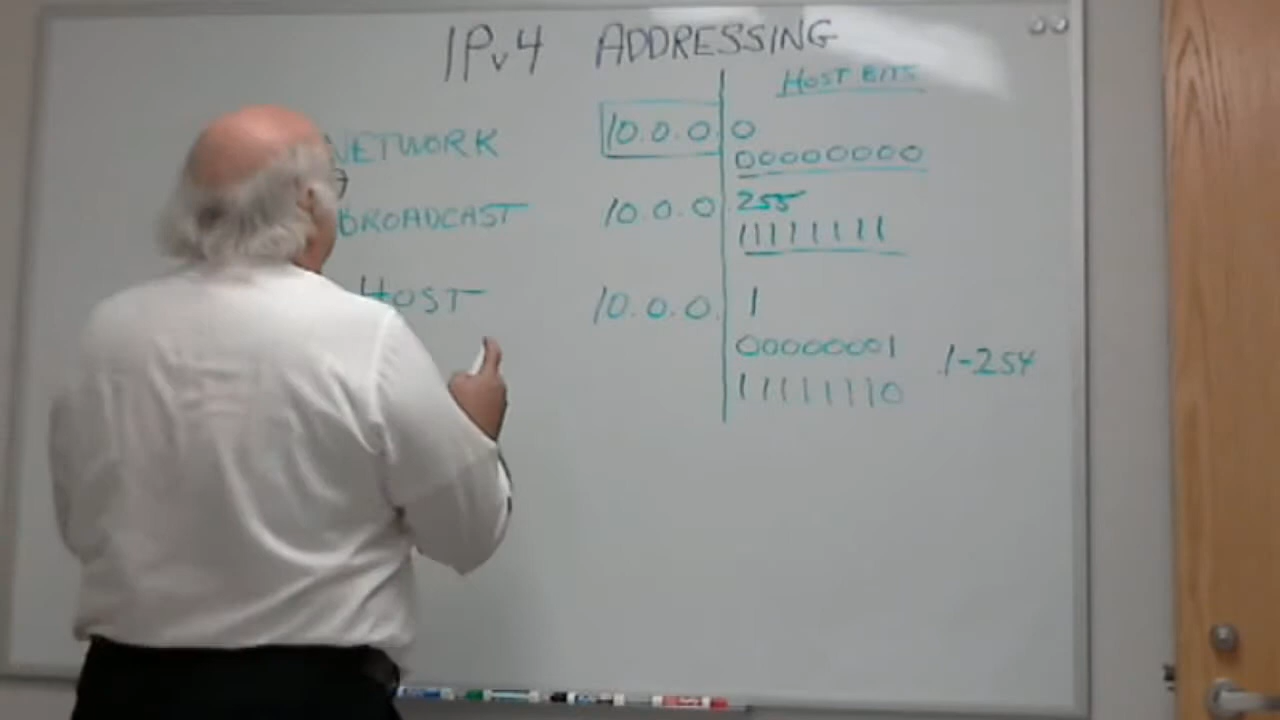 IPv4 ADDRESSING
HOST BITS
NETWORK 10.0.0. 0
00000000
BROADCAST 10.0.0 255
11111111
HOST 10.0.0. 1
00000001 .1-254
11111110